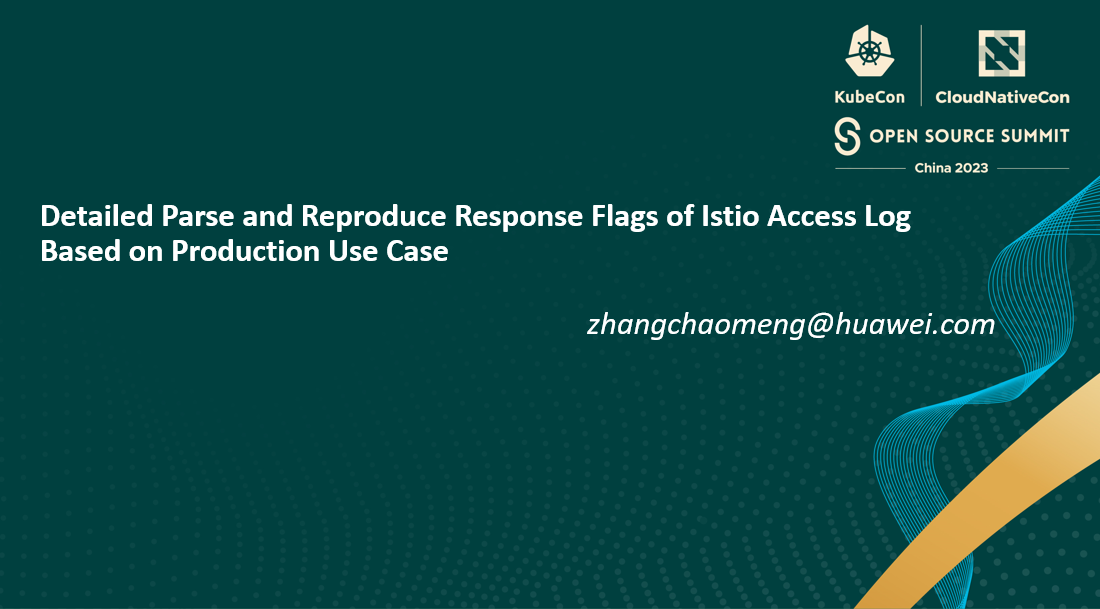 KubeCon
CloudNativeCon
OPEN SOURCE SUMMIT
China 2023
Detailed Parse and Reproduce Response Flags of Istio Access Log
Based on Production Use Case
zhangchaomeng@huawei.com